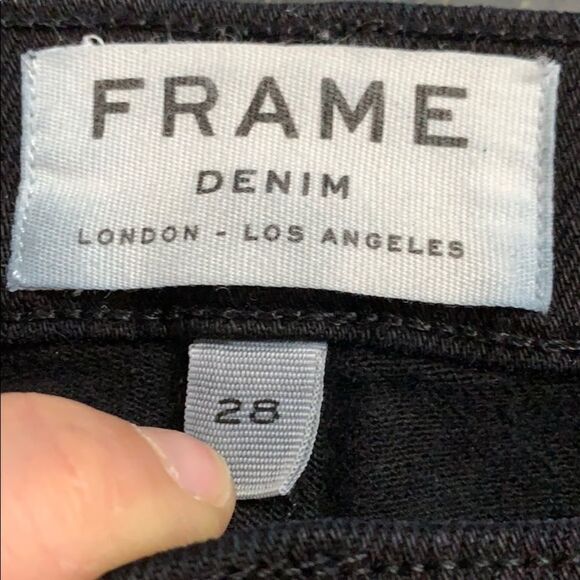 FRAME
DENIM
LONDON - LOS ANGELES
28